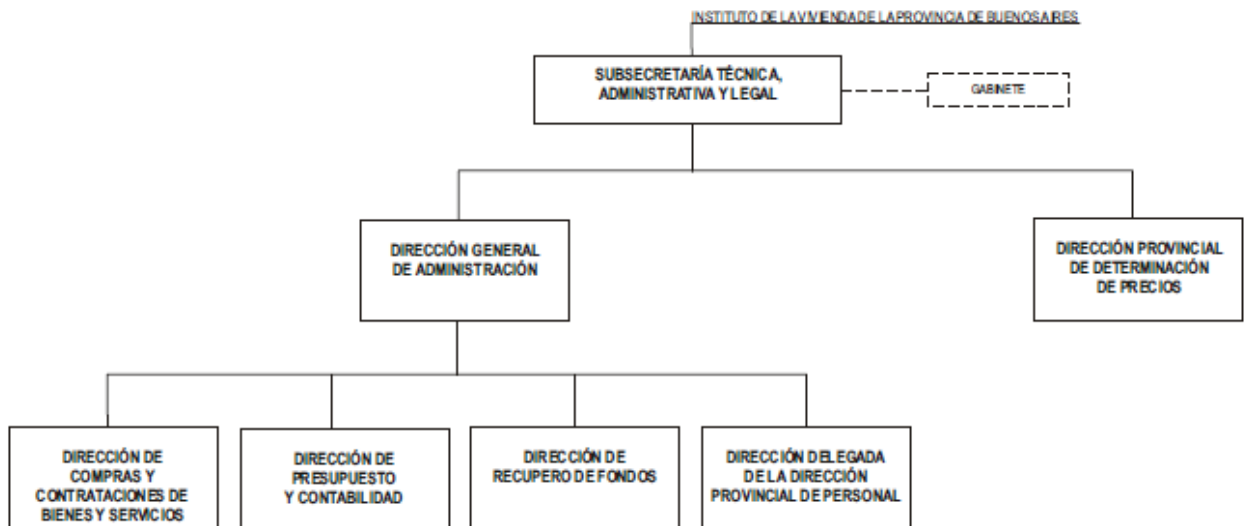 INSTITUTO DE LA VIVIENDA DE LA PROVINCIA DE BUENOS AIRES
SUBSECRETARÍA TÉCNICA,
ADMINISTRATIVA Y LEGAL
GABINETE
DIRECCIÓN GENERAL
DE ADMINISTRACIÓN
DIRECCIÓN PROVINCIAL
DE DETERMINACIÓN
DE PRECIOS
DIRECCIÓN DE
COMPRAS Y
CONTRATACIONES DE
BIENES Y SERVICIOS
DIRECCIÓN DE
PRESUPUESTO
Y CONTABILIDAD
DIRECCIÓN DE
RECUPERO DE FONDOS
DIRECCIÓN DELEGADA
DE LA DIRECCIÓN
PROVINCIAL DE PERSONAL